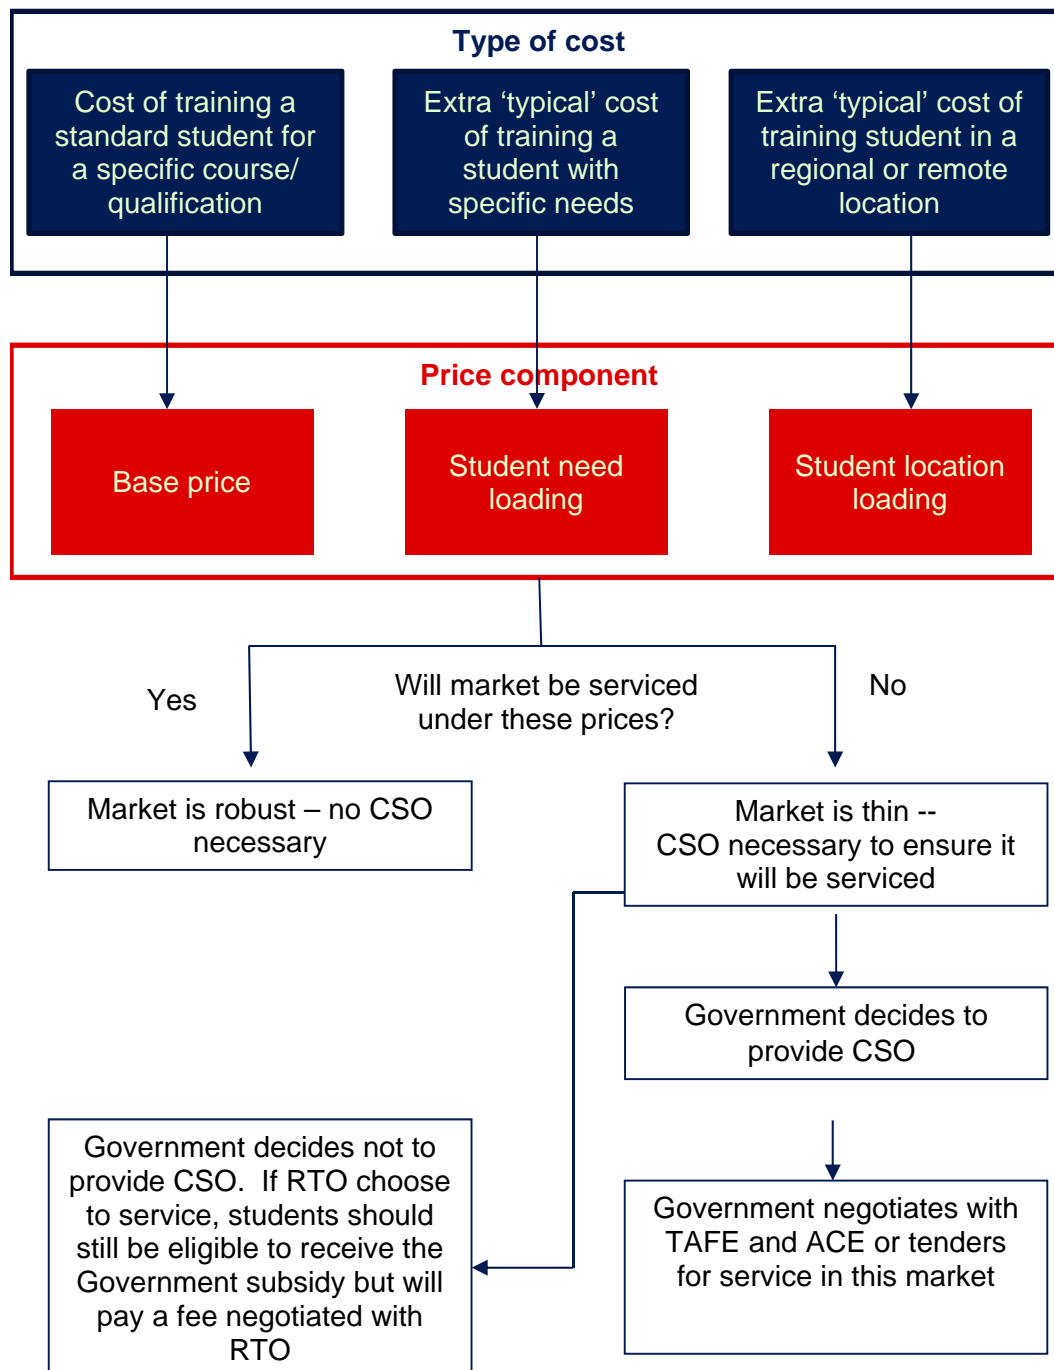 Type of cost
Cost of training a
standard student for
a specific course/
qualification
Extra ‘typical’ cost
of training a
student with
specific needs
Extra ‘typical’ cost of
training student in a
regional or remote
location
Price component
Base price
Student need
loading
Student location
loading
Yes
Will market be serviced
under these prices?
No
Market is robust – no CSO
necessary
Market is thin --
CSO necessary to ensure it
will be serviced
Government decides to
provide CSO
Government decides not to
provide CSO.  If RTO choose
to service, students should
still be eligible to receive the
Government subsidy but will
pay a fee negotiated with
RTO
Government negotiates with
TAFE and ACE or tenders
for service in this market